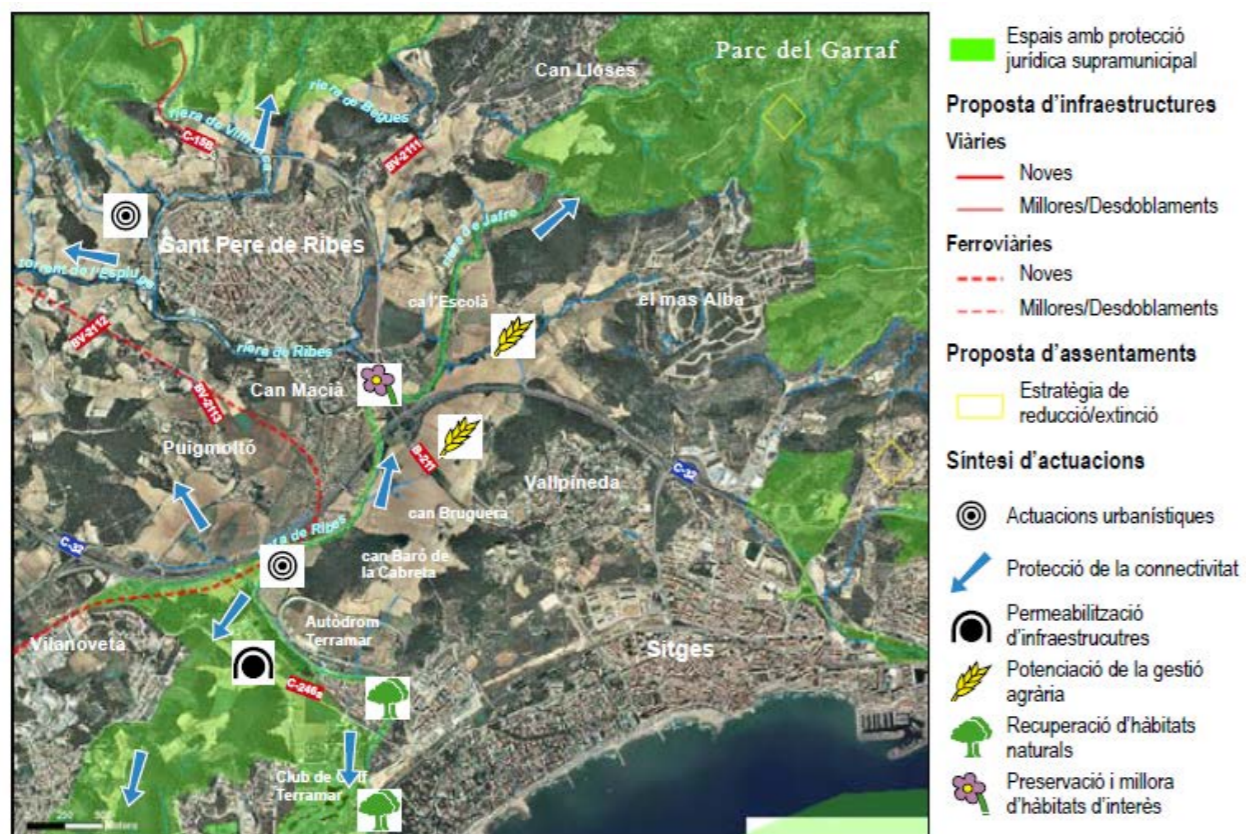 Parc del Garraf
Can Lloses
riera de Begues
C-15B
BV-2111
Sant Pere de Ribes
riera de Jafre
torrent de l'Espluga
ca l'Escolà
el mas Alba
BV-2112
riera de Ribes
Can Macià
BV-2113
Puigmoltó
B-211
Vallpineda
C-32
can Bruguera
riera de Ribes
C-32
can Baró de
la Cabreta
Autòdrom
Terramar
Vilanoveta
Sitges
C-246a
Club de Golf
Terramar
250
Espais amb protecció
jurídica supramunicipal
Proposta d'infraestructures
Viàries
Noves
Millores/Desdoblaments
Ferroviàries
Noves
Millores/Desdoblaments
Proposta d'assentaments
Estratègia de
reducció/extinció
Síntesi d'actuacions
Actuacions urbanístiques
Protecció de la connectivitat
Permeabilització
d'infraestrucutres
Potenciació de la gestió
agrària
Recuperació d'hàbitats
naturals
Preservació i millora
d'hàbitats d'interès